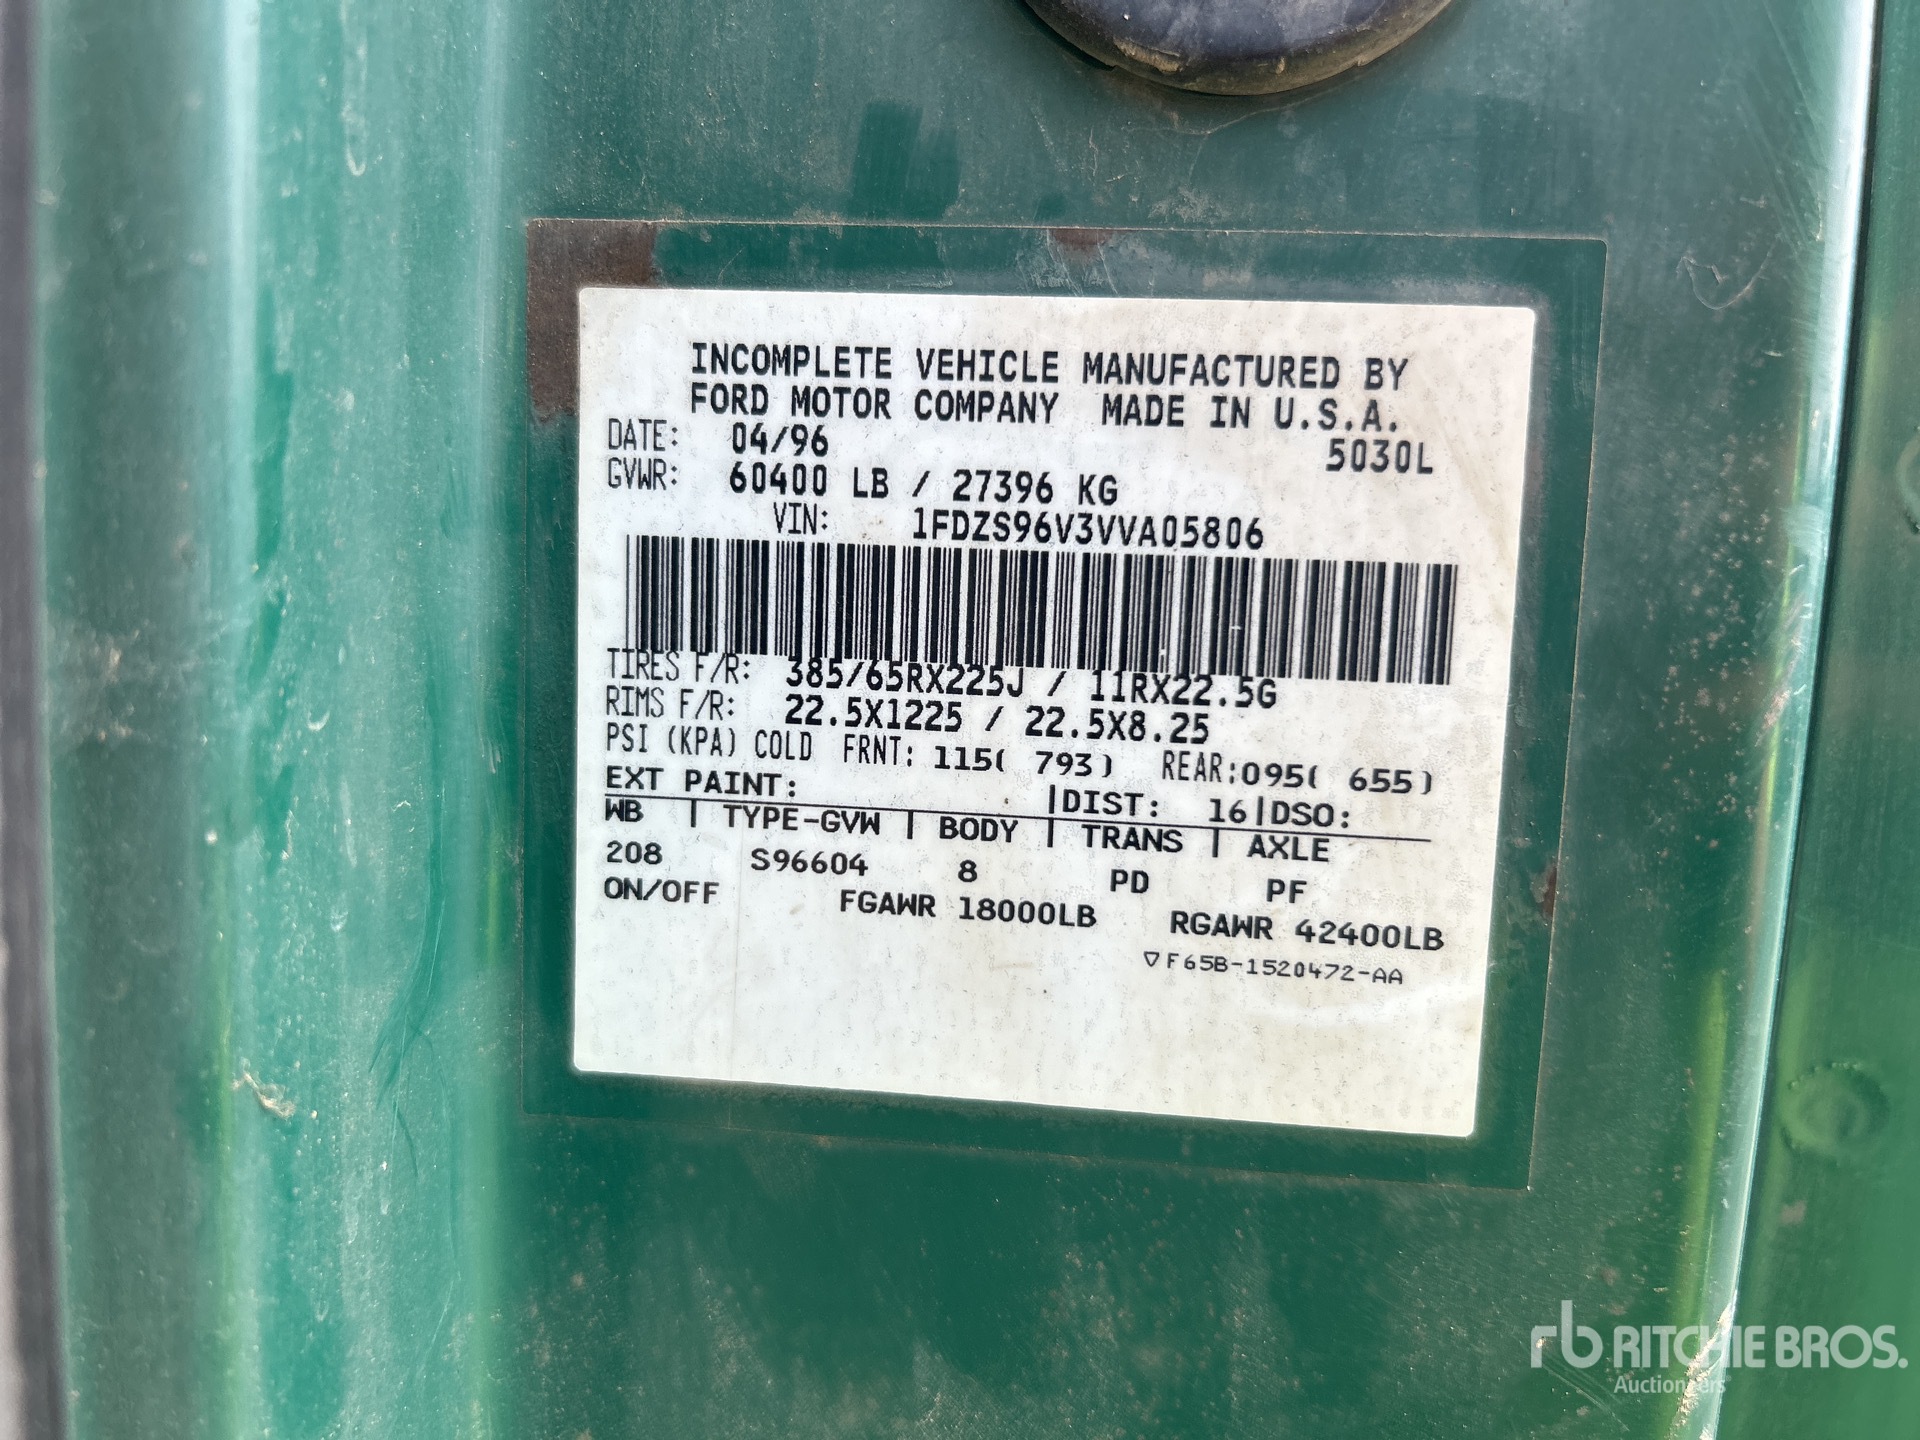 INCOMPLETE VEHICLE MANUFACTURED BY
FORD MOTOR COMPANY MADE IN U.S.A.
DATE: 04/96 5030L
GVWR: 60400 LB / 27396 KG
VIN: 1FDZS96V3VVA05806
TIRES F/R: 385/65RX225J / 11RX22.5G
RIMS F/R: 22.5X1225 / 22.5X8.25
PSI (KPA) COLD FRNT: 115( 793) REAR:095( 655)
EXT PAINT: |DIST: 16|DSO:
WB | TYPE-GVW | BODY | TRANS | AXLE
208 S96604 8 PD PF
ON/OFF FGAWR 18000LB RGAWR 42400LB
▽F65B-1520472-AA
rb RITCHIE BROS.
Auctioneers